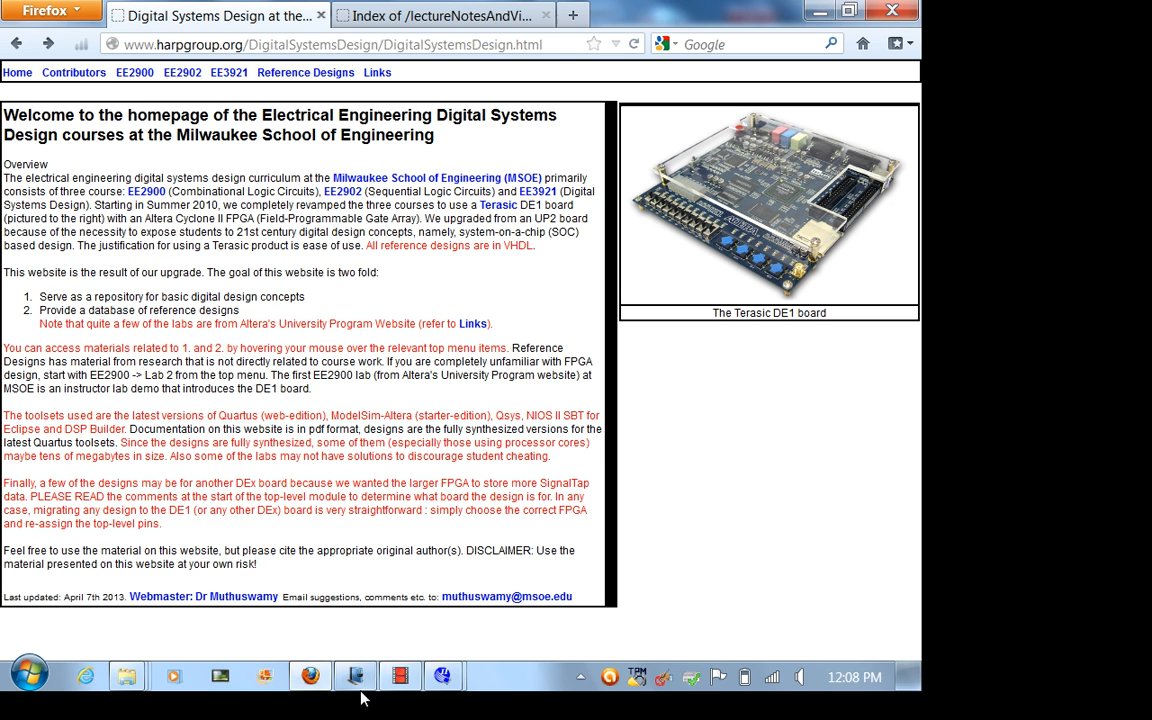 Firefox
Digital Systems Design at the...
Index of /lectureNotesAndVi...
www.harpgroup.org/DigitalSystemsDesign/DigitalSystemsDesign.html
Google
Home Contributors EE2900 EE2902 EE3921 Reference Designs Links
Welcome to the homepage of the Electrical Engineering Digital Systems
Design courses at the Milwaukee School of Engineering
Overview
The electrical engineering digital systems design curriculum at the Milwaukee School of Engineering (MSOE) primarily
consists of three course: EE2900 (Combinational Logic Circuits), EE2902 (Sequential Logic Circuits) and EE3921 (Digital
Systems Design). Starting in Summer 2010, we completely revamped the three courses to use a Terasic DE1 board
(pictured to the right) with an Altera Cyclone II FPGA (Field-Programmable Gate Array). We upgraded from an UP2 board
because of the necessity to expose students to 21st century digital design concepts, namely, system-on-a-chip (SOC)
based design. The justification for using a Terasic product is ease of use. All reference designs are in VHDL.
This website is the result of our upgrade. The goal of this website is two fold:
1. Serve as a repository for basic digital design concepts
2. Provide a database of reference designs
Note that quite a few of the labs are from Altera's University Program Website (refer to Links).
You can access materials related to 1. and 2. by hovering your mouse over the relevant top menu items. Reference
Designs has material from research that is not directly related to course work. If you are completely unfamiliar with FPGA
design, start with EE2900 -> Lab 2 from the top menu. The first EE2900 lab (from Altera's University Program website) at
MSOE is an instructor lab demo that introduces the DE1 board.
The toolsets used are the latest versions of Quartus (web-edition), ModelSim-Altera (starter-edition), Qsys, NIOS II SBT for
Eclipse and DSP Builder. Documentation on this website is in pdf format, designs are the fully synthesized versions for the
latest Quartus toolsets. Since the designs are fully synthesized, some of them (especially those using processor cores)
maybe tens of megabytes in size. Also some of the labs may not have solutions to discourage student cheating.
Finally, a few of the designs may be for another DEx board because we wanted the larger FPGA to store more SignalTap
data. PLEASE READ the comments at the start of the top-level module to determine what board the design is for. In any
case, migrating any design to the DE1 (or any other DEx) board is very straightforward : simply choose the correct FPGA
and re-assign the top-level pins.
Feel free to use the material on this website, but please cite the appropriate original author(s). DISCLAIMER: Use the
material presented on this website at your own risk!
Last updated: April 7th 2013. Webmaster: Dr Muthuswamy Email suggestions, comments etc. to: muthuswamy@msoe.edu
The Terasic DE1 board
12:08 PM